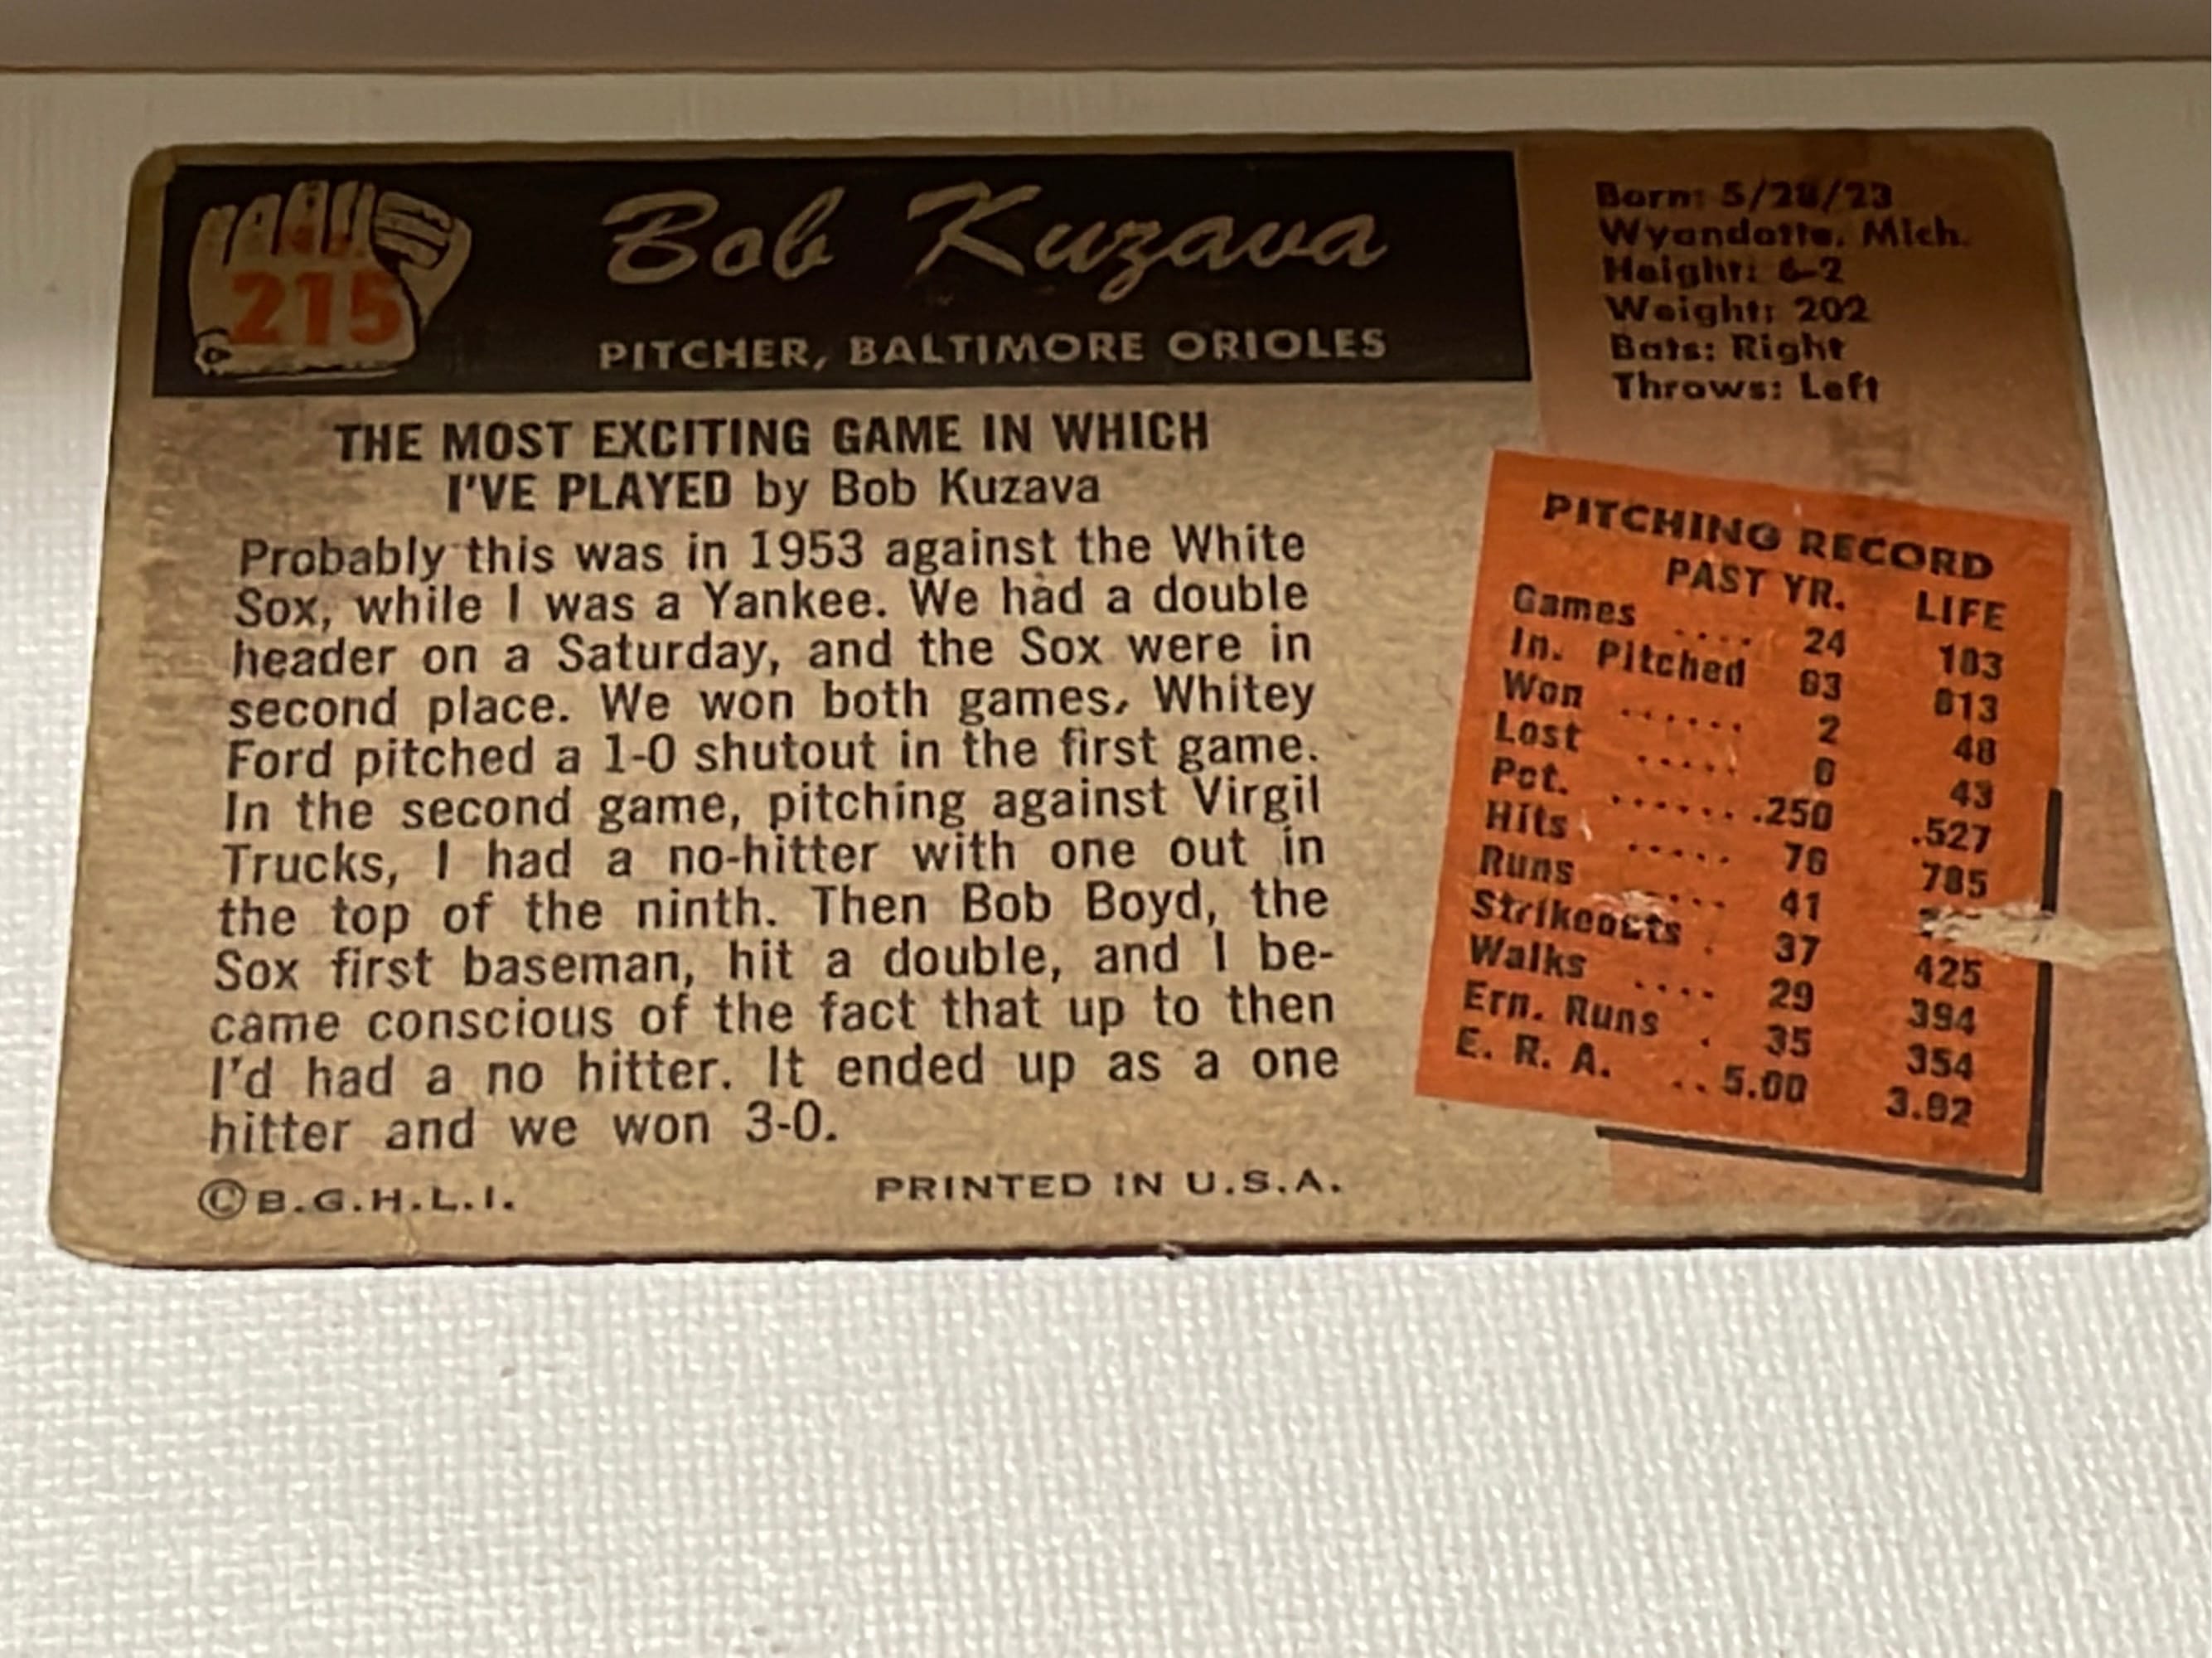 No.
215
Bob Kuzava
PITCHER, BALTIMORE ORIOLES
Born: 5/28/23
Wyandotte, Mich.
Height: 6-2
Weight: 202
Bats: Right
Throws: Left
THE MOST EXCITING GAME IN WHICH
I'VE PLAYED by Bob Kuzava
Probably this was in 1953 against the White
Sox, while I was a Yankee. We had a double
header on a Saturday, and the Sox were in
second place. We won both games. Whitey
Ford pitched a 1-0 shutout in the first game.
In the second game, pitching against Virgil
Trucks, I had a no-hitter with one out in
the top of the ninth. Then Bob Boyd, the
Sox first baseman, hit a double, and I be-
came conscious of the fact that up to then
I'd had a no hitter. It ended up as a one
hitter and we won 3-0.
©B.G.H.L.I. PRINTED IN U.S.A.
PITCHING RECORD
PAST YR. LIFE
Games .... 24 183
In. Pitched 63 813
Won ...... 2 48
Lost ..... 6 43
Pct. ...... .250 .527
Hits ..... 76 785
Runs .... 41
Strikeouts . 37 425
Walks .... 29 394
Ern. Runs . 35 354
E. R. A. .. 5.00 3.92